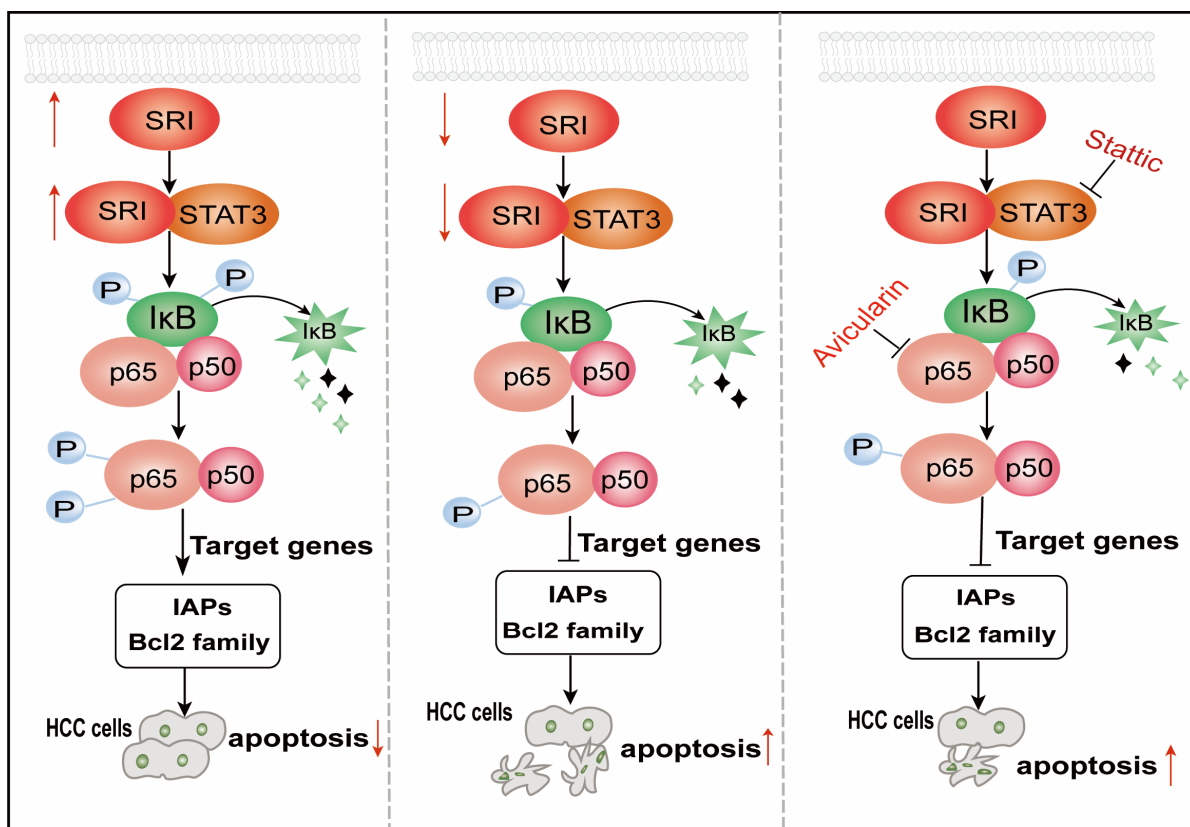 SRI
SRI
STAT3
P
P
IκB
IκB
p65
p50
P
p65
p50
P
Target genes
IAPs
Bcl2 family
HCC cells
apoptosis
SRI
SRI
STAT3
P
IκB
IκB
p65
p50
p65
p50
P
Target genes
IAPs
Bcl2 family
HCC cells
apoptosis
SRI
Stattic
SRI
STAT3
P
Avicularin
IκB
IκB
p65
p50
P
p65
p50
Target genes
IAPs
Bcl2 family
HCC cells
apoptosis